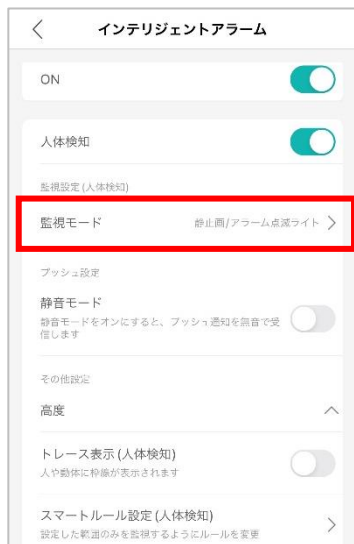 インテリジェントアラーム
ON
人体検知
監視設定(人体検知)
監視モード
静止画/アラーム点滅ライト
プッシュ設定
静音モード
静音モードをオンにすると、プッシュ通知を無音で受
信します
その他設定
高度
トレース表示(人体検知)
人や動体に枠線が表示されます
スマートルール設定(人体検知)
設定した範囲のみを監視するようにルールを変更